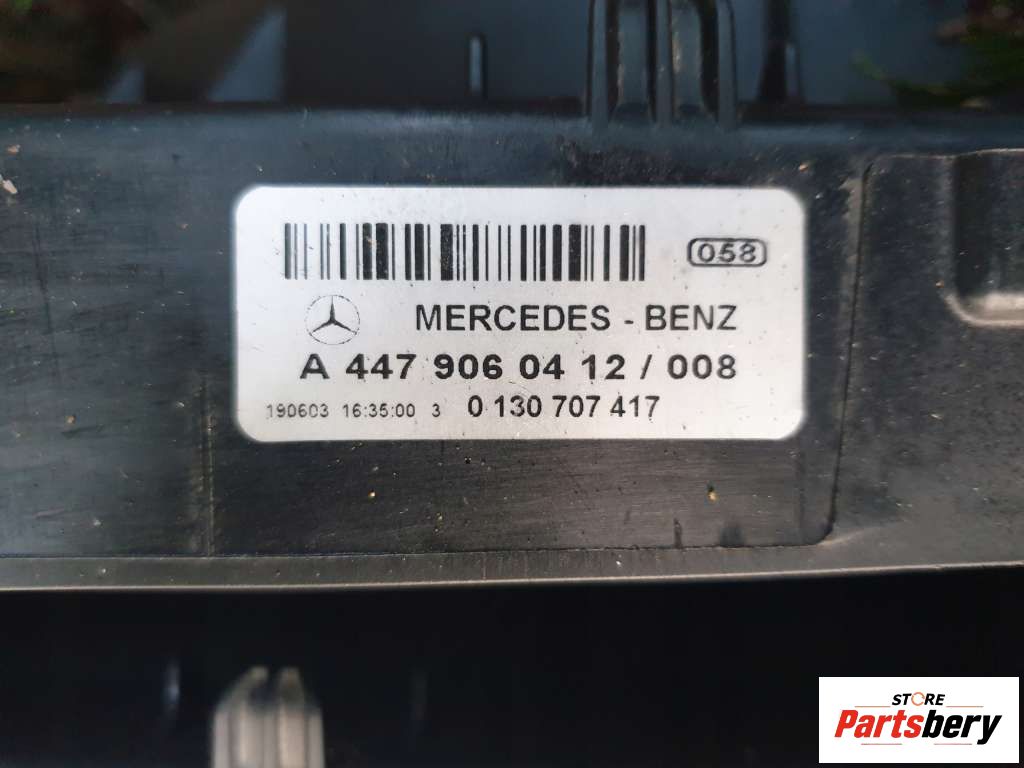 058
MERCEDES - BENZ
A 447 906 04 12 / 008
190603 16:35:00 3 0 130 707 417
STORE
Partsbery